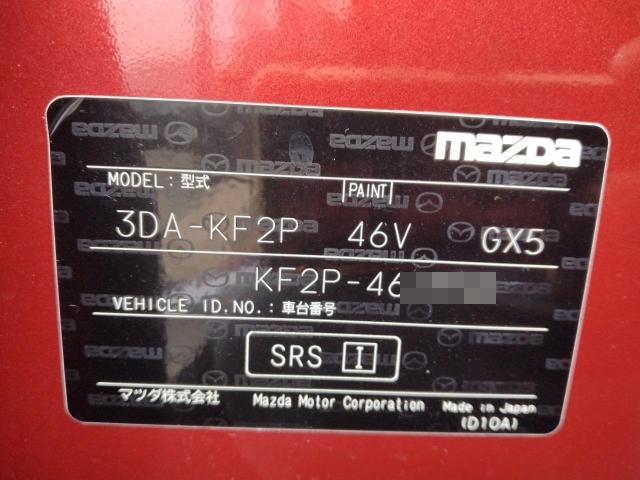 mazda
MODEL: 型式 PAINT
3DA-KF2P 46V GX5
KF2P-46
VEHICLE ID.NO.: 車台番号
SRS I
マツダ株式会社 Mazda Motor Corporation Made in Japan
(D10A)